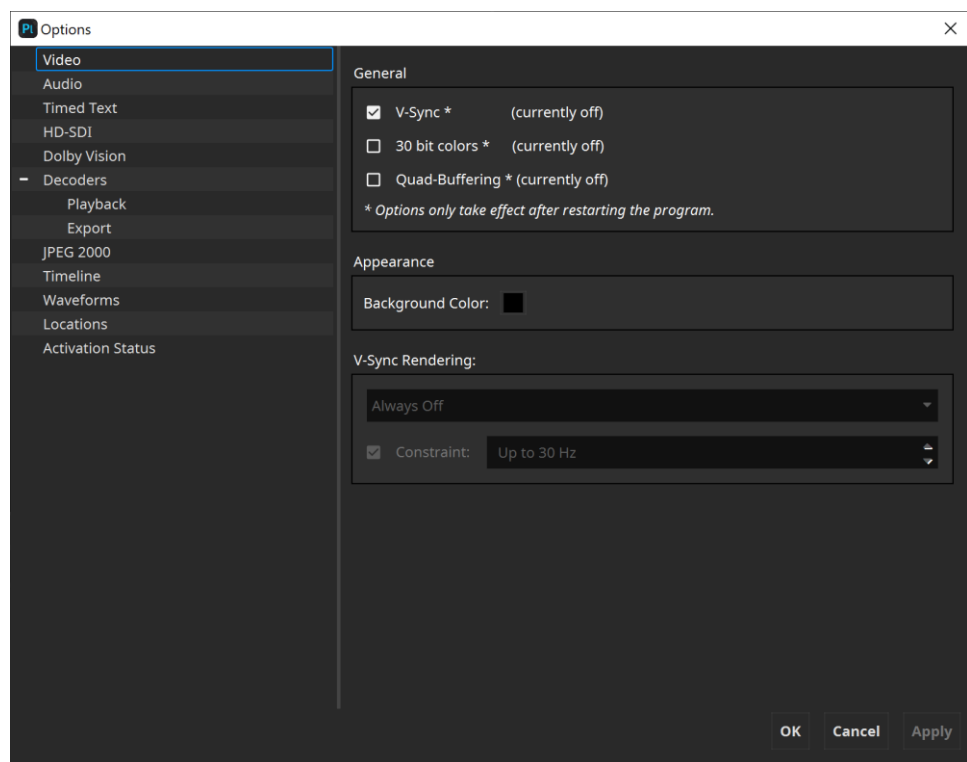 Pl Options
Video
Audio
Timed Text
HD-SDI
Dolby Vision
Decoders
Playback
Export
JPEG 2000
Timeline
Waveforms
Locations
Activation Status
General
V-Sync * (currently off)
30 bit colors * (currently off)
Quad-Buffering * (currently off)
* Options only take effect after restarting the program.
Appearance
Background Color:
V-Sync Rendering:
Always Off
Constraint: Up to 30 Hz
OK Cancel Apply